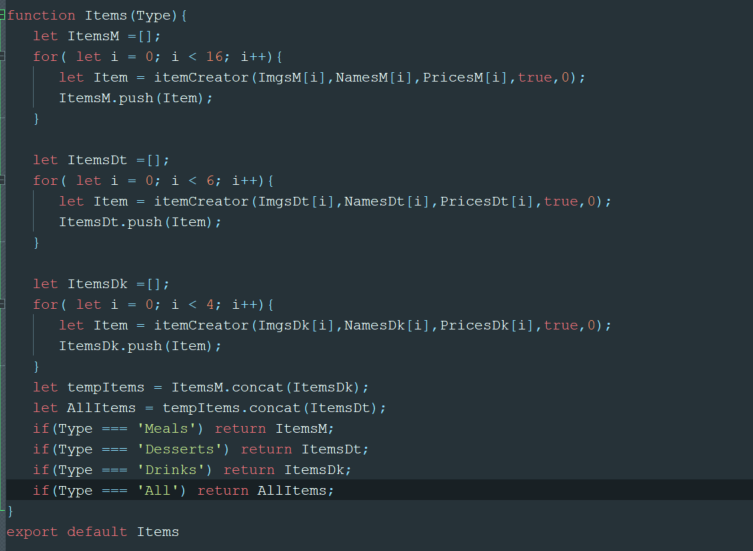 function Items(Type){
let ItemsM =[];
for( let i = 0; i < 16; i++){
let Item = itemCreator(ImgsM[i],NamesM[i],PricesM[i],true,0);
ItemsM.push(Item);
}
let ItemsDt =[];
for( let i = 0; i < 6; i++){
let Item = itemCreator(ImgsDt[i],NamesDt[i],PricesDt[i],true,0);
ItemsDt.push(Item);
}
let ItemsDk =[];
for( let i = 0; i < 4; i++){
let Item = itemCreator(ImgsDk[i],NamesDk[i],PricesDk[i],true,0);
ItemsDk.push(Item);
}
let tempItems = ItemsM.concat(ItemsDk);
let AllItems = tempItems.concat(ItemsDt);
if(Type === 'Meals') return ItemsM;
if(Type === 'Desserts') return ItemsDt;
if(Type === 'Drinks') return ItemsDk;
if(Type === 'All') return AllItems;
}
export default Items